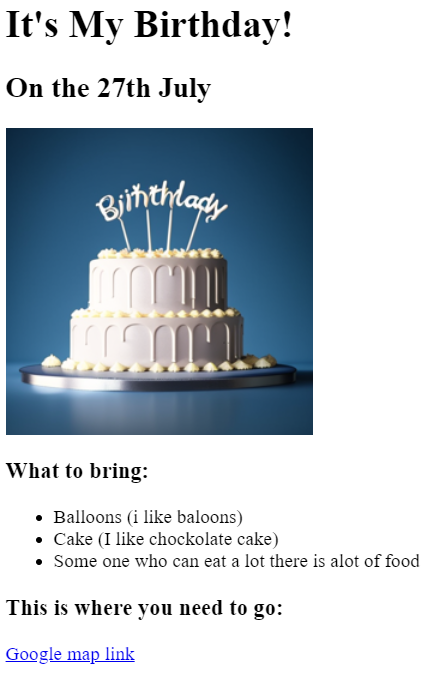 It's My Birthday!
On the 27th July
Bjihthlady
What to bring:
Balloons (i like baloons)
Cake (I like chockolate cake)
Some one who can eat a lot there is alot of food
This is where you need to go:
Google map link